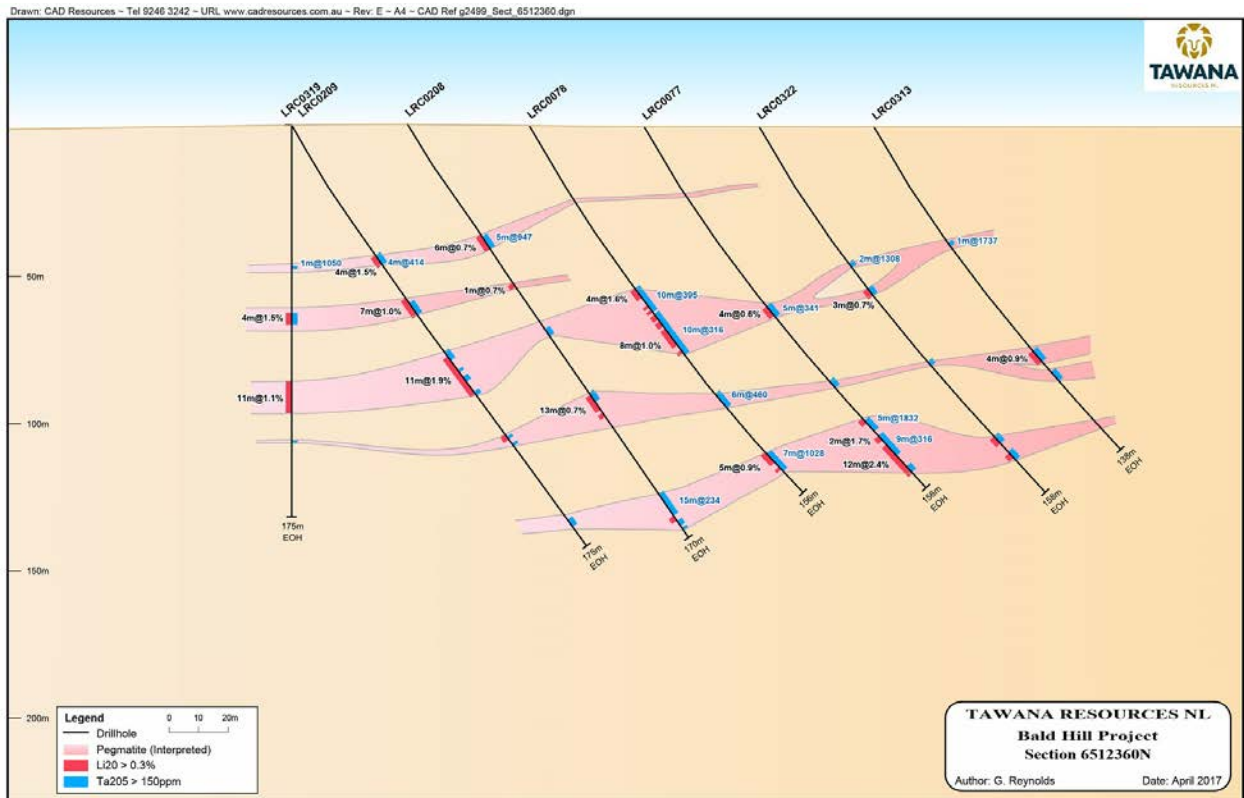 Drawn: CAD Resources ~ Tel 9246 3242 ~ URL www.cadresources.com.au ~ Rev: E ~ A4 ~ CAD Ref g2499_Sect_6512360.dgn
TAWANA
RESOURCES NL
LRC0319
LRC0209
LRC0208
LRC0078
LRC0077
LRC0322
LRC0313
50m
100m
150m
200m
1m@1050
4m@414
4m@1.5%
6m@0.7%
5m@947
4m@1.5%
7m@1.0%
1m@0.7%
4m@1.6%
10m@395
10m@316
8m@1.0%
4m@0.6%
5m@341
2m@1308
3m@0.7%
1m@1737
11m@1.1%
11m@1.9%
13m@0.7%
6m@460
4m@0.9%
5m@0.9%
7m@1028
15m@234
5m@1832
2m@1.7%
9m@316
12m@2.4%
175m
EOH
175m
EOH
170m
EOH
156m
EOH
156m
EOH
158m
EOH
138m
EOH
Legend
0 10 20m
Drillhole
Pegmatite (Interpreted)
Li20 > 0.3%
Ta205 > 150ppm
TAWANA RESOURCES NL
Bald Hill Project
Section 6512360N
Author: G. Reynolds
Date: April 2017